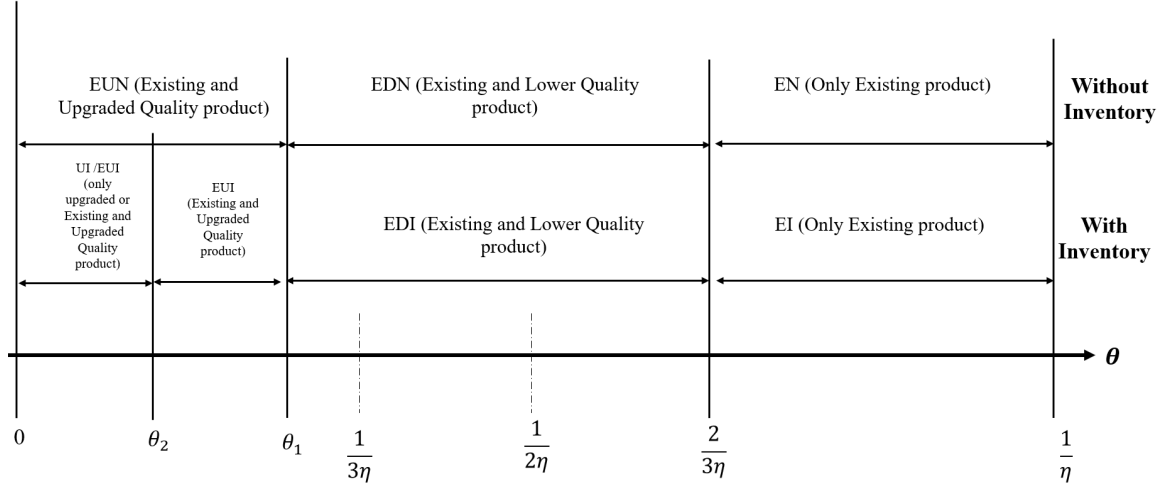 EUN (Existing and
Upgraded Quality product)
EDN (Existing and Lower Quality
product)
EN (Only Existing product)
Without
Inventory
UI /EUI
(only
upgraded or
Existing and
Upgraded
Quality
product)
EUI
(Existing and
Upgraded
Quality
product)
EDI (Existing and Lower Quality
product)
EI (Only Existing product)
With
Inventory
θ
0
θ₂
θ₁
1/3η
1/2η
2/3η
1/η